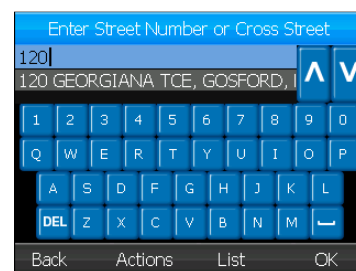 Enter Street Number or Cross Street
120
120 GEORGIANA TCE, GOSFORD,
1 2 3 4 5 6 7 8 9 0
Q W E R T Y U I O P
A S D F G H J K L
DEL Z X C V B N M
Back Actions List OK